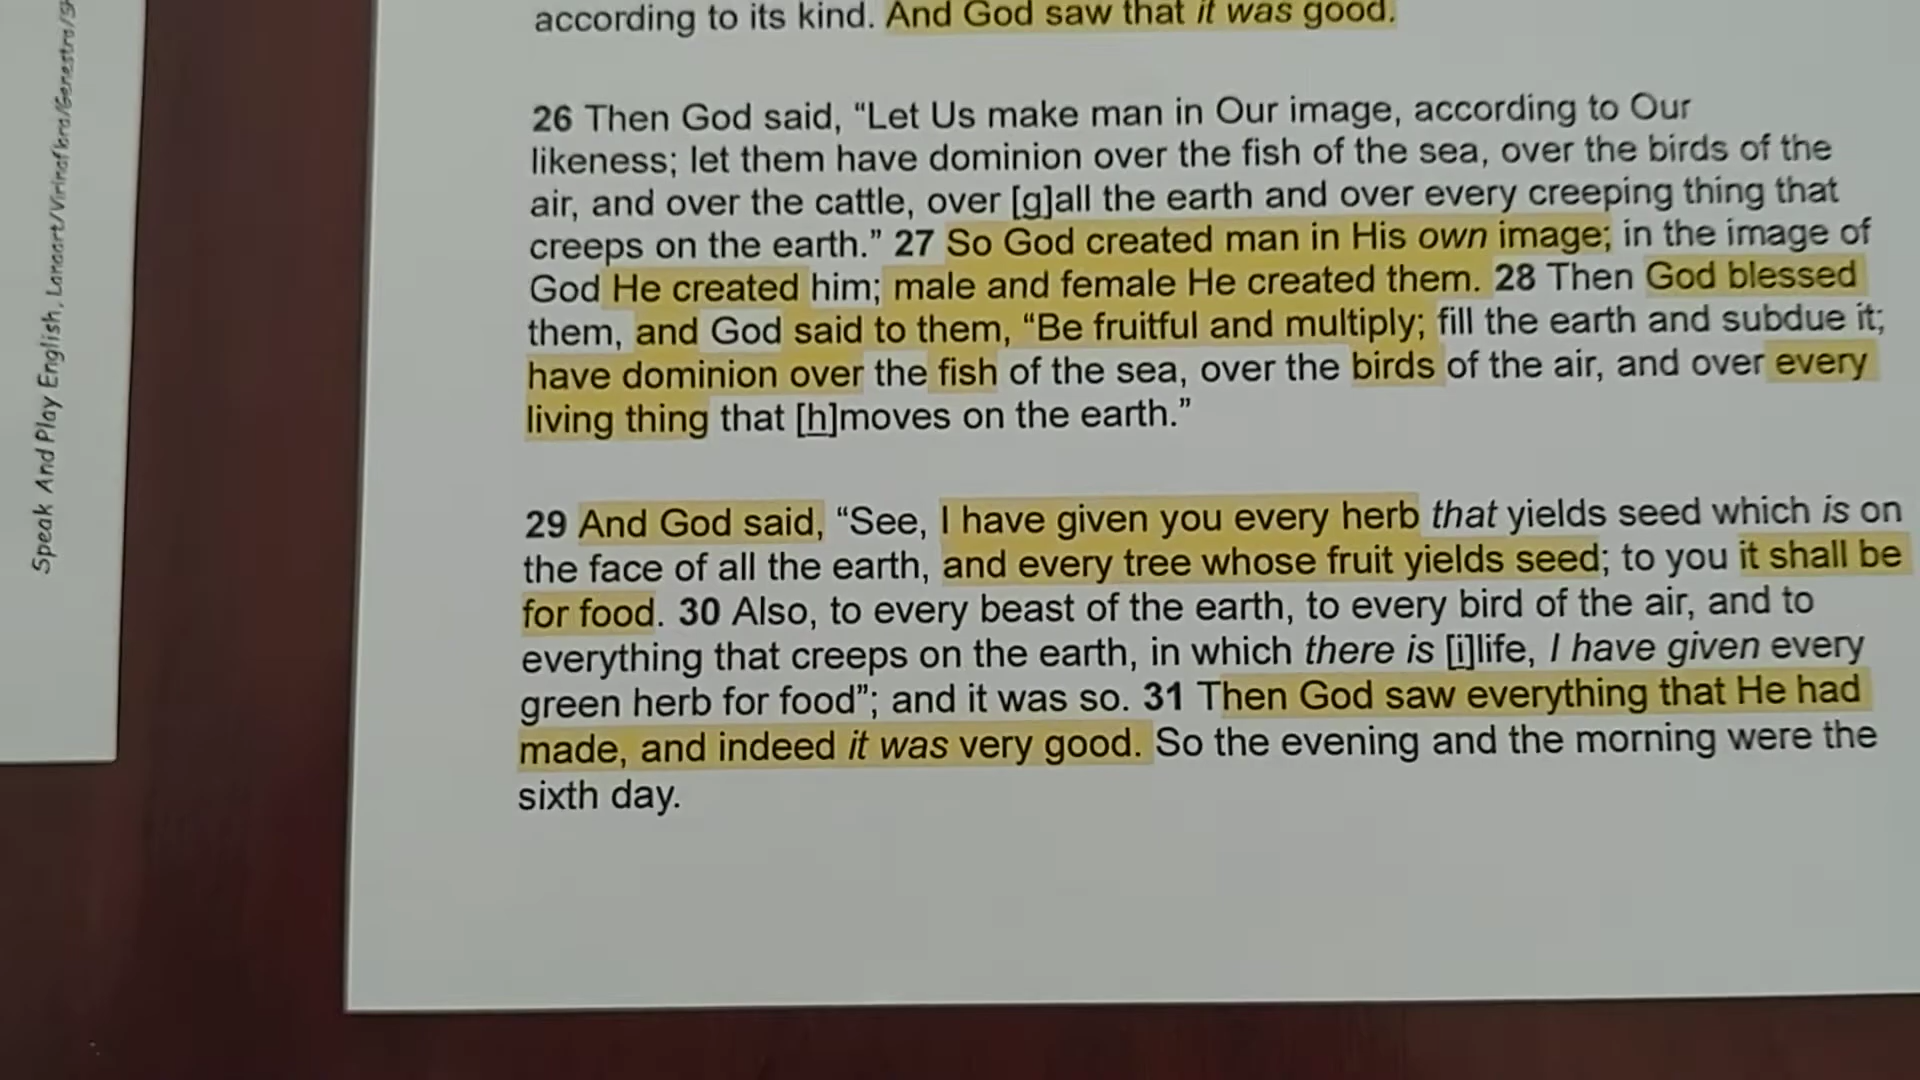 Speak And Play English,
according to its kind. And God saw that it was good.
26 Then God said, “Let Us make man in Our image, according to Our
likeness; let them have dominion over the fish of the sea, over the birds of the
air, and over the cattle, over [g]all the earth and over every creeping thing that
creeps on the earth.” 27 So God created man in His own image; in the image of
God He created him; male and female He created them. 28 Then God blessed
them, and God said to them, “Be fruitful and multiply; fill the earth and subdue it;
have dominion over the fish of the sea, over the birds of the air, and over every
living thing that [h]moves on the earth.”
29 And God said, “See, I have given you every herb that yields seed which is on
the face of all the earth, and every tree whose fruit yields seed; to you it shall be
for food. 30 Also, to every beast of the earth, to every bird of the air, and to
everything that creeps on the earth, in which there is [i]life, I have given every
green herb for food”; and it was so. 31 Then God saw everything that He had
made, and indeed it was very good. So the evening and the morning were the
sixth day.